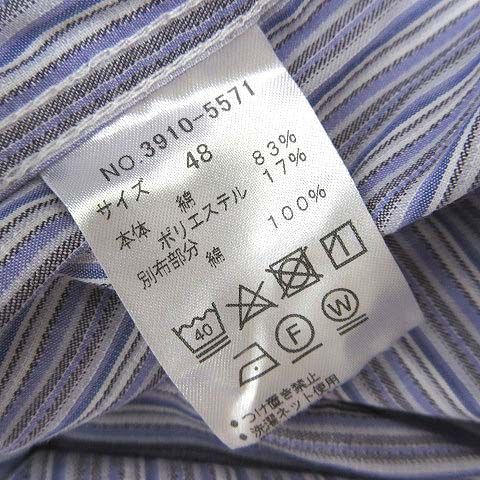 NO.3910-5571
サイズ 48
本体 綿 83%
ポリエステル 17%
別布部分 綿 100%
40
F W
・つけ置き禁止
・洗濯ネット使用